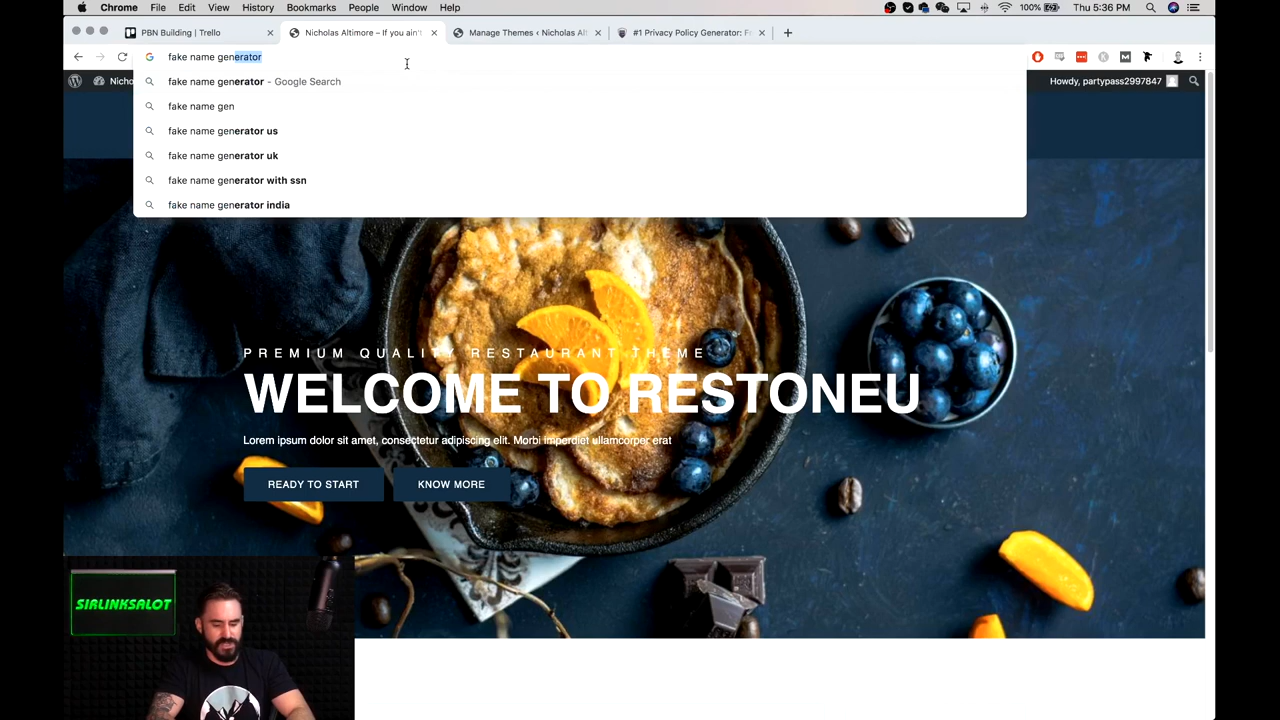 Chrome File Edit View History Bookmarks People Window Help 100% Thu 5:36 PM
PBN Building | Trello
Nicholas Altimore – If you ain't
Manage Themes ‹ Nicholas Alt
#1 Privacy Policy Generator: Fr
fake name generator
fake name generator - Google Search
fake name gen
fake name generator us
fake name generator uk
fake name generator with ssn
fake name generator india
Nicho
Howdy, partypass2997847
PREMIUM QUALITY RESTAURANT THEME
WELCOME TO RESTONEU
Lorem ipsum dolor sit amet, consectetur adipiscing elit. Morbi imperdiet ullamcorper erat
READY TO START
KNOW MORE
SIRLINKSALOT